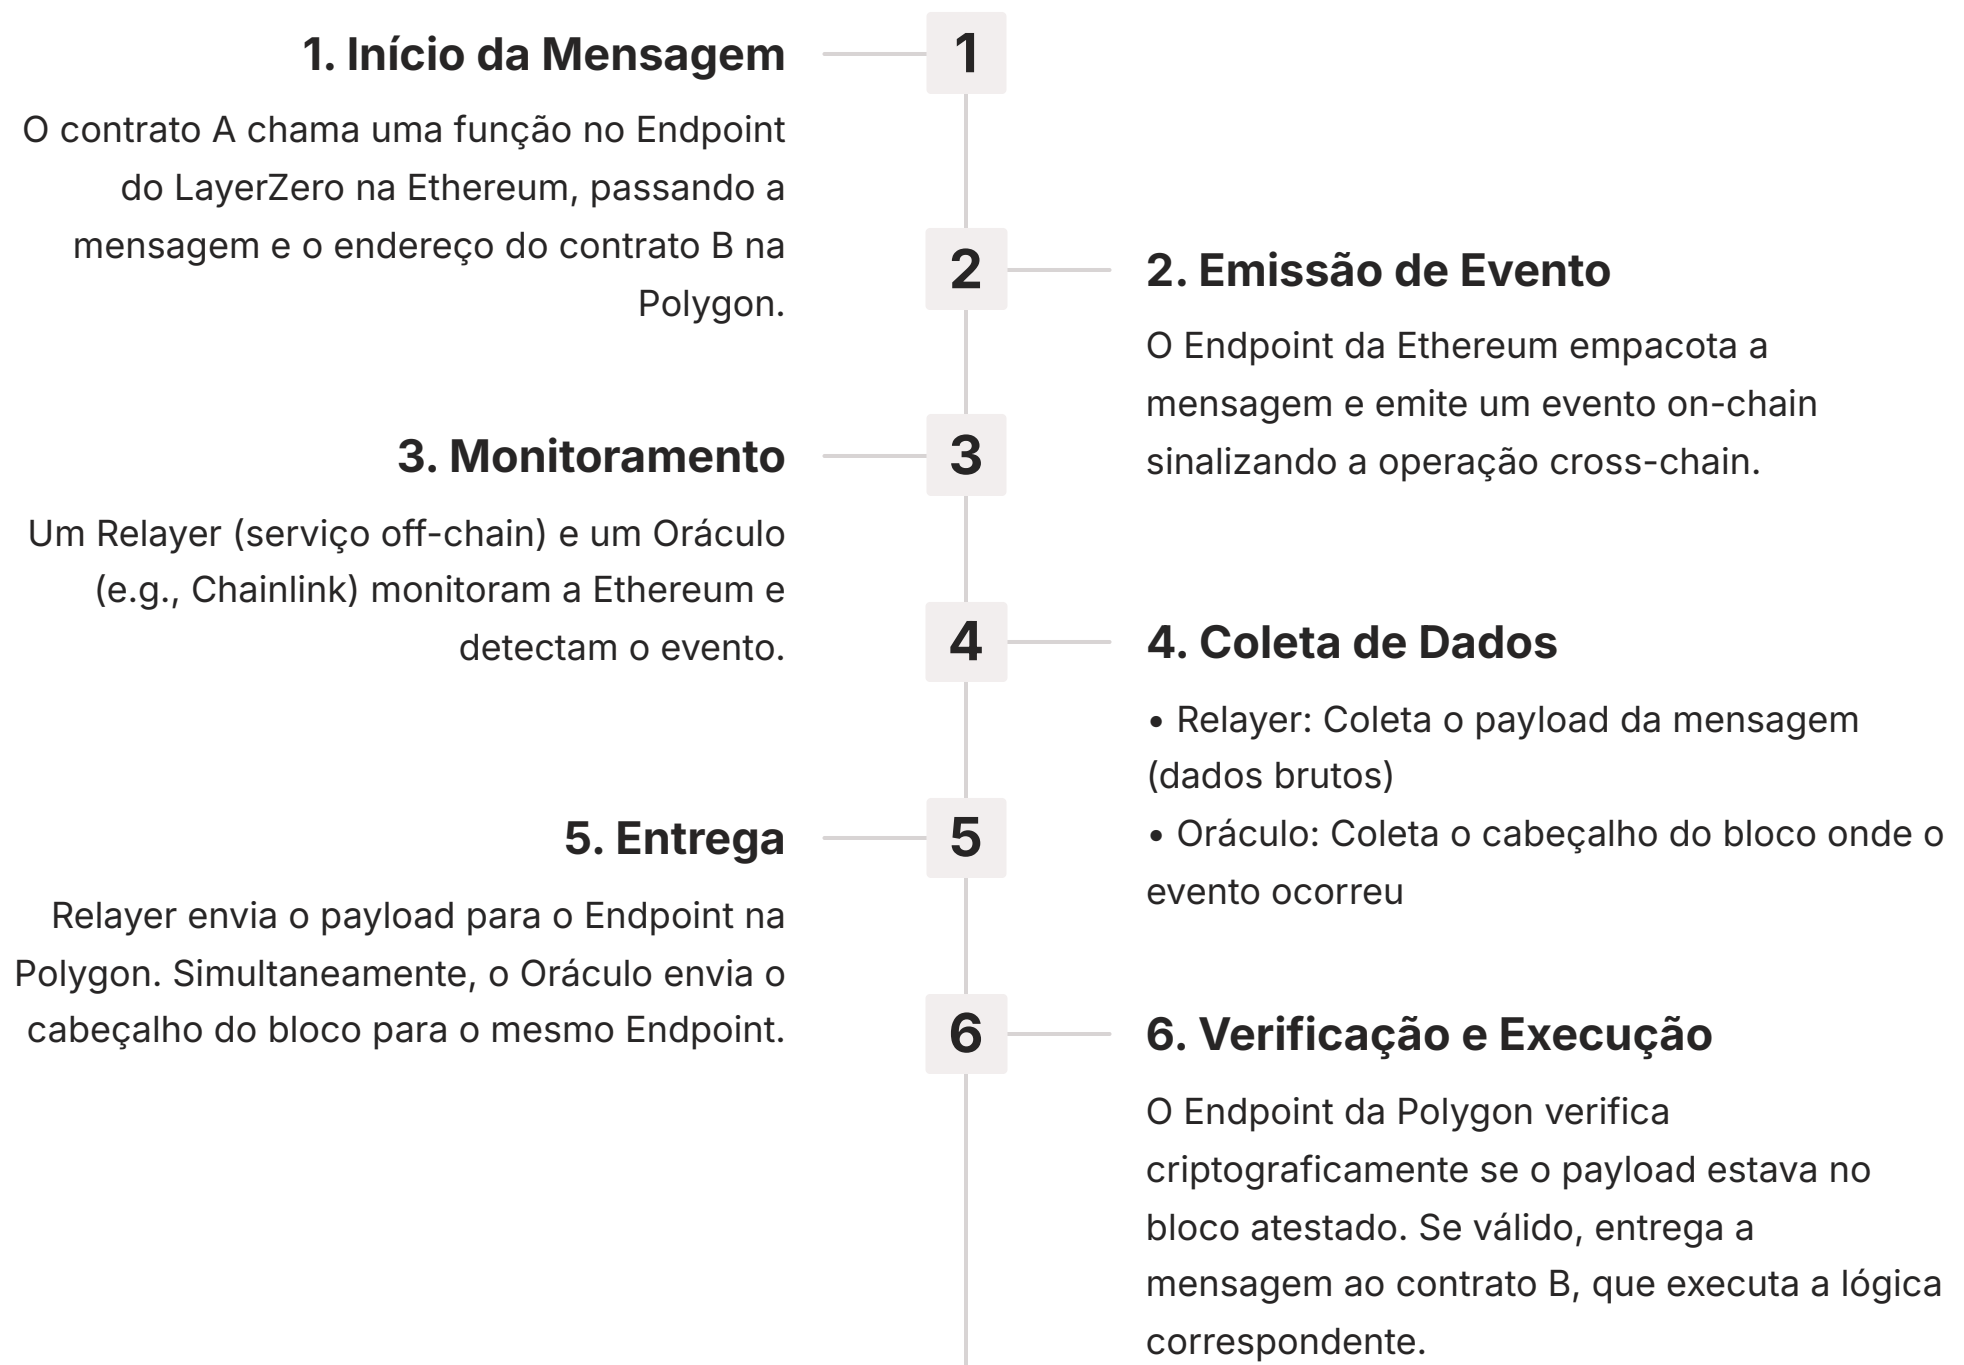 1. Início da Mensagem
1
O contrato A chama uma função no Endpoint
do LayerZero na Ethereum, passando a
mensagem e o endereço do contrato B na
Polygon.
2
2. Emissão de Evento
O Endpoint da Ethereum empacota a
mensagem e emite um evento on-chain
sinalizando a operação cross-chain.
3. Monitoramento
3
Um Relayer (serviço off-chain) e um Oráculo
(e.g., Chainlink) monitoram a Ethereum e
detectam o evento.
4
4. Coleta de Dados
• Relayer: Coleta o payload da mensagem
(dados brutos)
• Oráculo: Coleta o cabeçalho do bloco onde o
evento ocorreu
5. Entrega
5
Relayer envia o payload para o Endpoint na
Polygon. Simultaneamente, o Oráculo envia o
cabeçalho do bloco para o mesmo Endpoint.
6
6. Verificação e Execução
O Endpoint da Polygon verifica
criptograficamente se o payload estava no
bloco atestado. Se válido, entrega a
mensagem ao contrato B, que executa a lógica
correspondente.